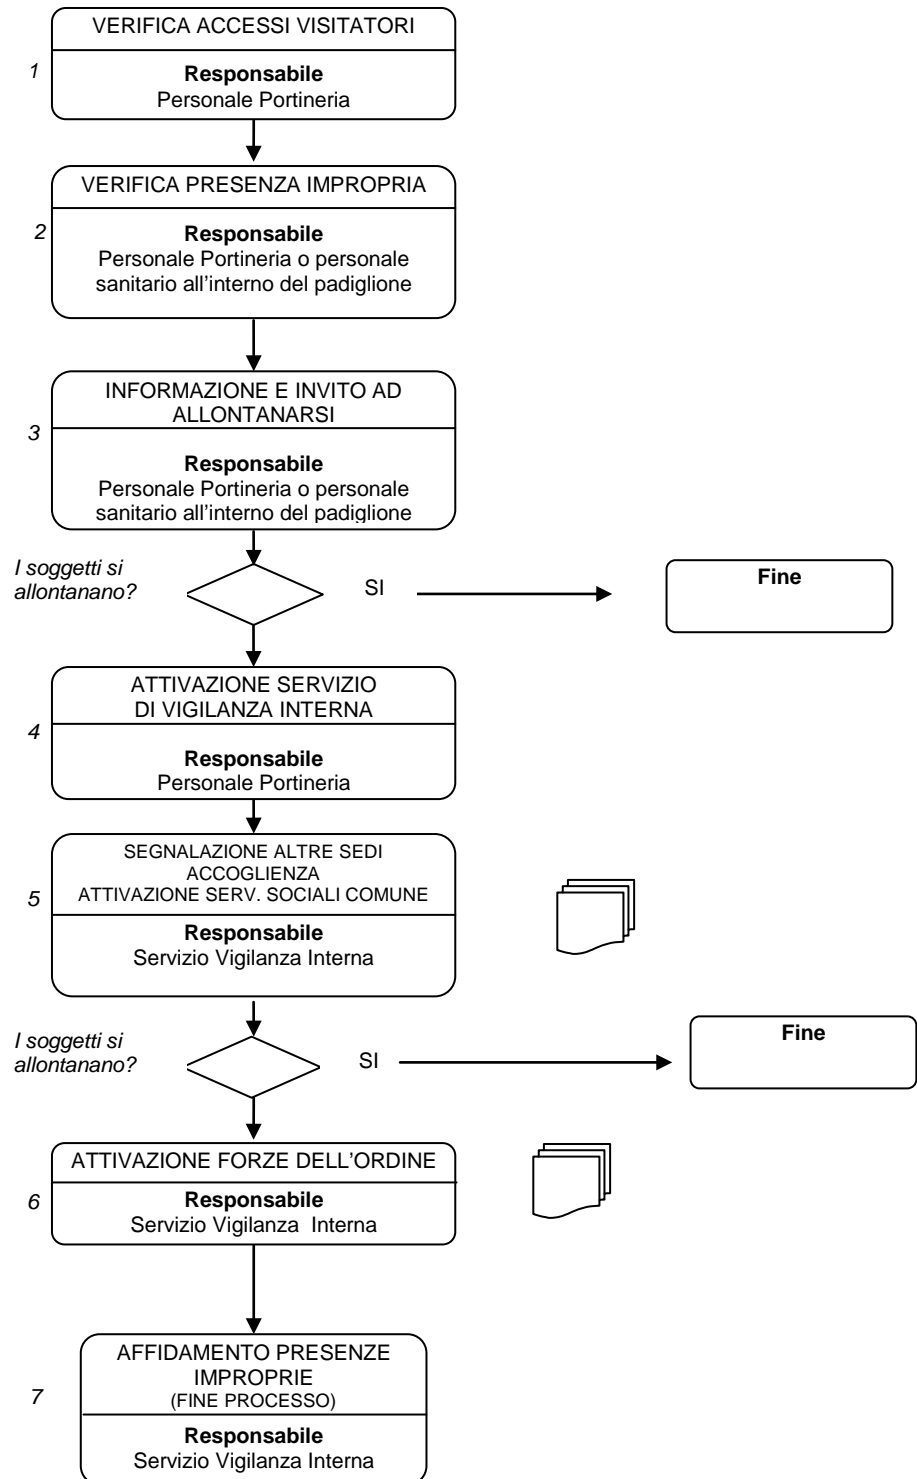 VERIFICA ACCESSI VISITATORI
1
Responsabile
Personale Portineria
VERIFICA PRESENZA IMPROPRIA
2
Responsabile
Personale Portineria o personale
sanitario all'interno del padiglione
INFORMAZIONE E INVITO AD
ALLONTANARSI
3
Responsabile
Personale Portineria o personale
sanitario all'interno del padiglione
I soggetti si
allontanano?
SI
Fine
ATTIVAZIONE SERVIZIO
DI VIGILANZA INTERNA
4
Responsabile
Personale Portineria
SEGNALAZIONE ALTRE SEDI
ACCOGLIENZA
ATTIVAZIONE SERV. SOCIALI COMUNE
5
Responsabile
Servizio Vigilanza Interna
I soggetti si
allontanano?
SI
Fine
ATTIVAZIONE FORZE DELL'ORDINE
6
Responsabile
Servizio Vigilanza Interna
AFFIDAMENTO PRESENZE
IMPROPRIE
(FINE PROCESSO)
7
Responsabile
Servizio Vigilanza Interna